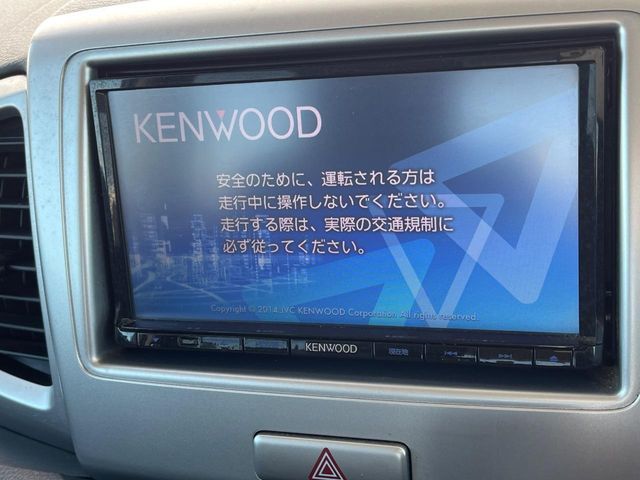 KENWOOD
安全のために、運転される方は
走行中に操作しないでください。
走行する際は、実際の交通規制に
必ず従ってください。
Copyright © 2014 JVC KENWOOD Corporation All rights reserved.
KENWOOD
現在地